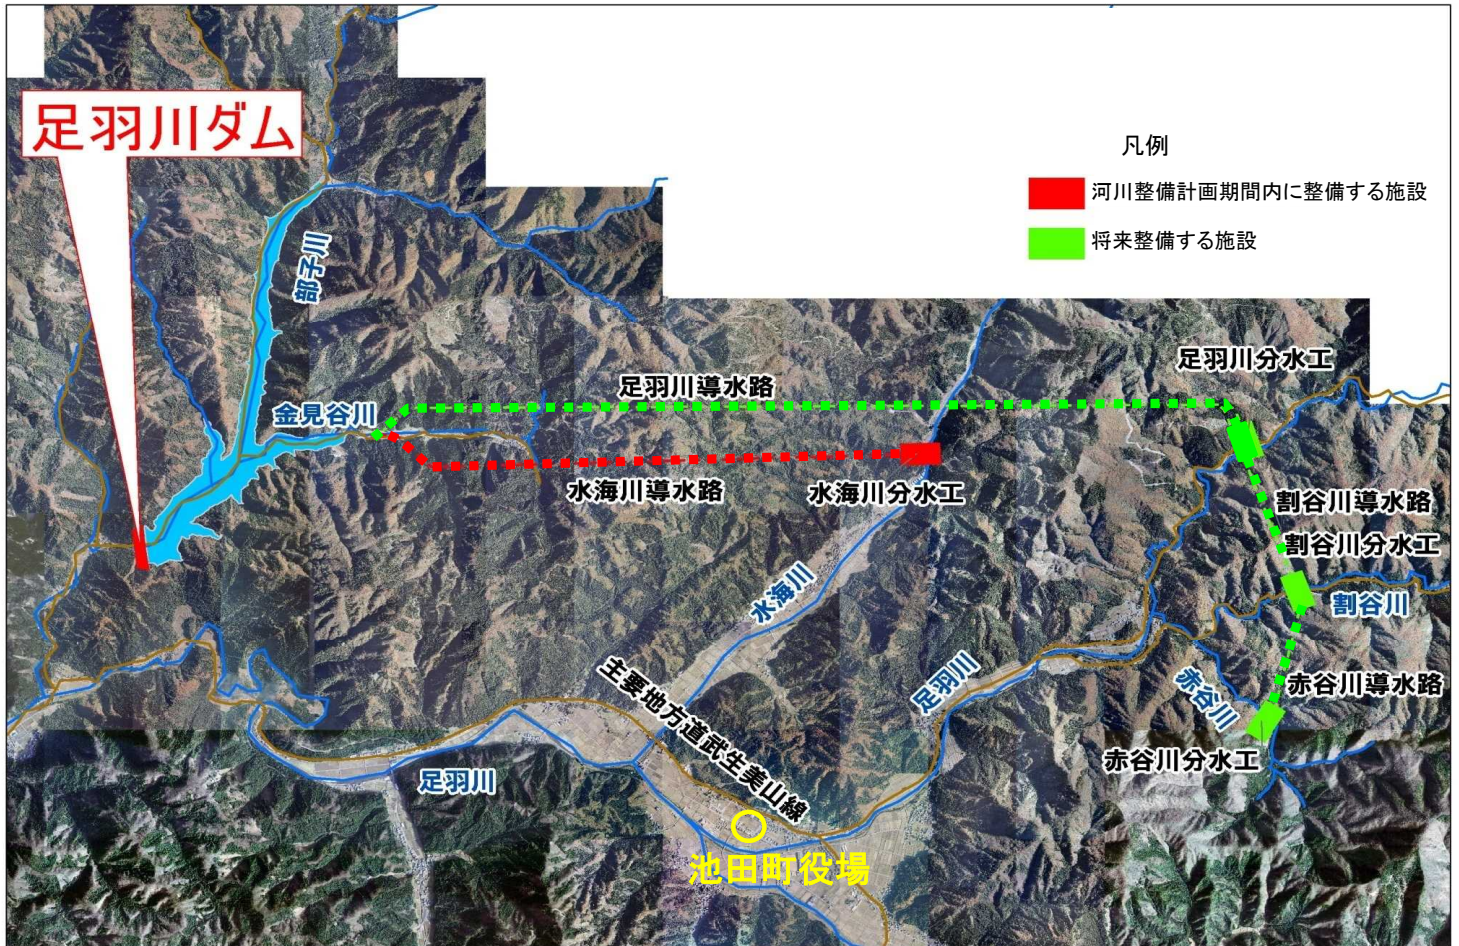 足羽川ダム
凡例
河川整備計画期間内に整備する施設
将来整備する施設
部子川
足羽川分水工
足羽川導水路
金見谷川
水海川導水路
水海川分水工
割谷川導水路
割谷川分水工
水海川
割谷川
主要地方道武生美山線
足羽川
赤谷川
赤谷川導水路
赤谷川分水工
足羽川
池田町役場